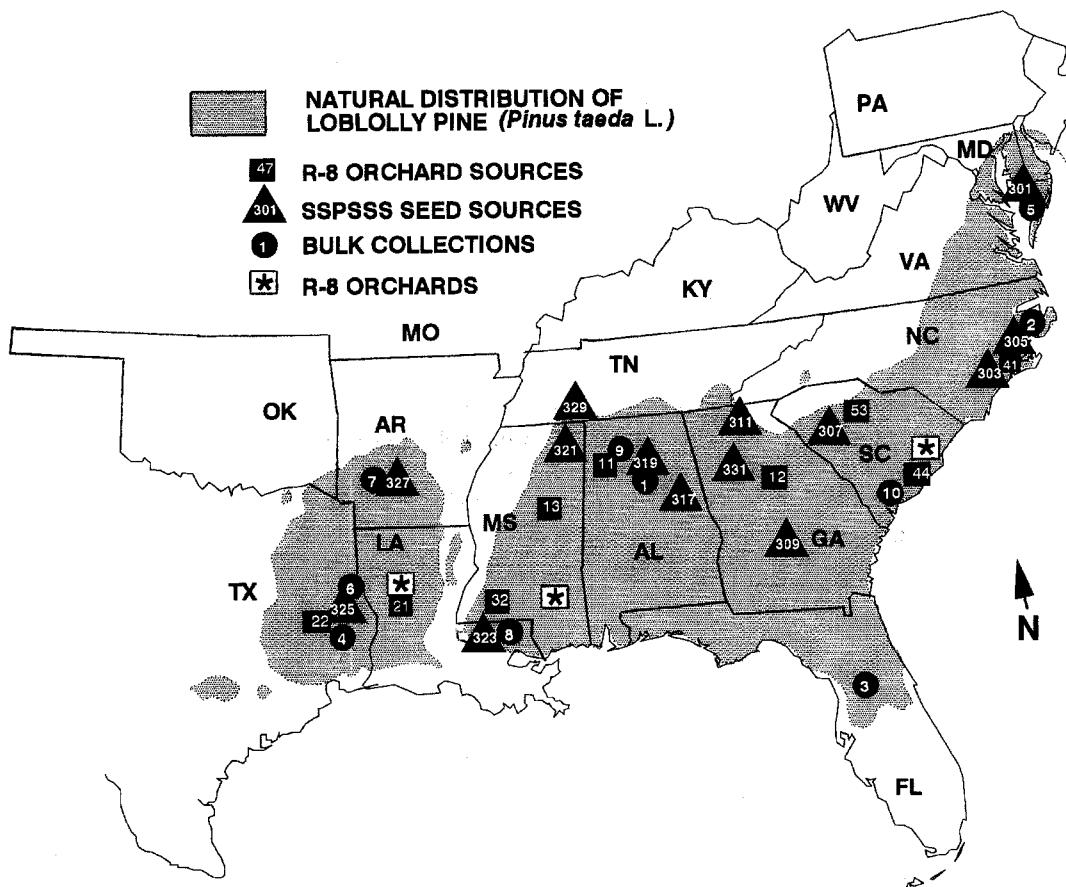 NATURAL DISTRIBUTION OF
LOBLOLLY PINE (Pinus taeda L.)
47 R-8 ORCHARD SOURCES
301 SSPSSS SEED SOURCES
1 BULK COLLECTIONS
* R-8 ORCHARDS
PA
MD
301
5
WV
VA
KY
MO
NC
2
305
41
303
TN
OK
AR
329
311
53
307
SC
*
44
10
321
9
11
319
1
317
331
12
7
327
13
MS
AL
309
GA
LA
TX
6
325
22
4
*
21
32
*
323
8
N
3
FL